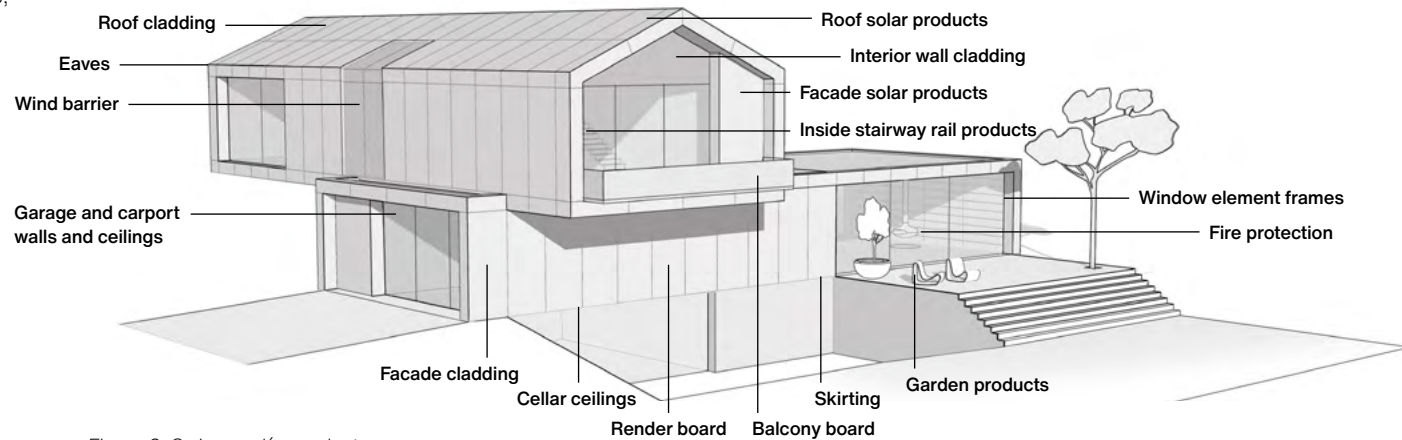 Roof cladding
Roof solar products
Interior wall cladding
Eaves
Facade solar products
Wind barrier
Inside stairway rail products
Window element frames
Garage and carport
walls and ceilings
Fire protection
Facade cladding
Garden products
Cellar ceilings
Skirting
Render board
Balcony board